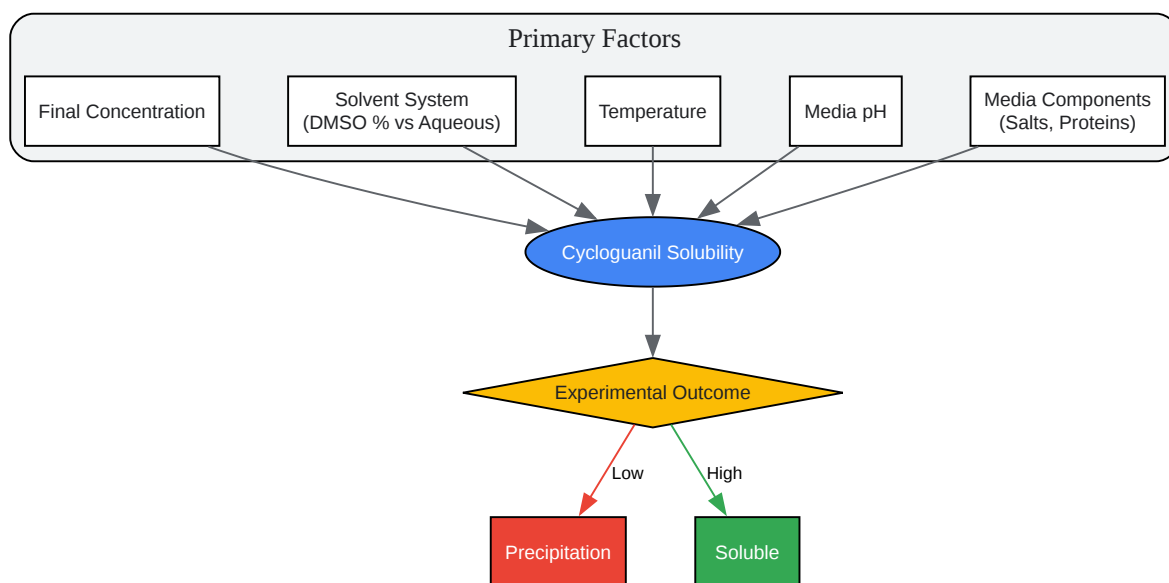 Primary Factors
Final Concentration
Solvent System
(DMSO % vs Aqueous)
Temperature
Media pH
Media Components
(Salts, Proteins)
Cycloguanil Solubility
Experimental Outcome
Low
High
Precipitation
Soluble